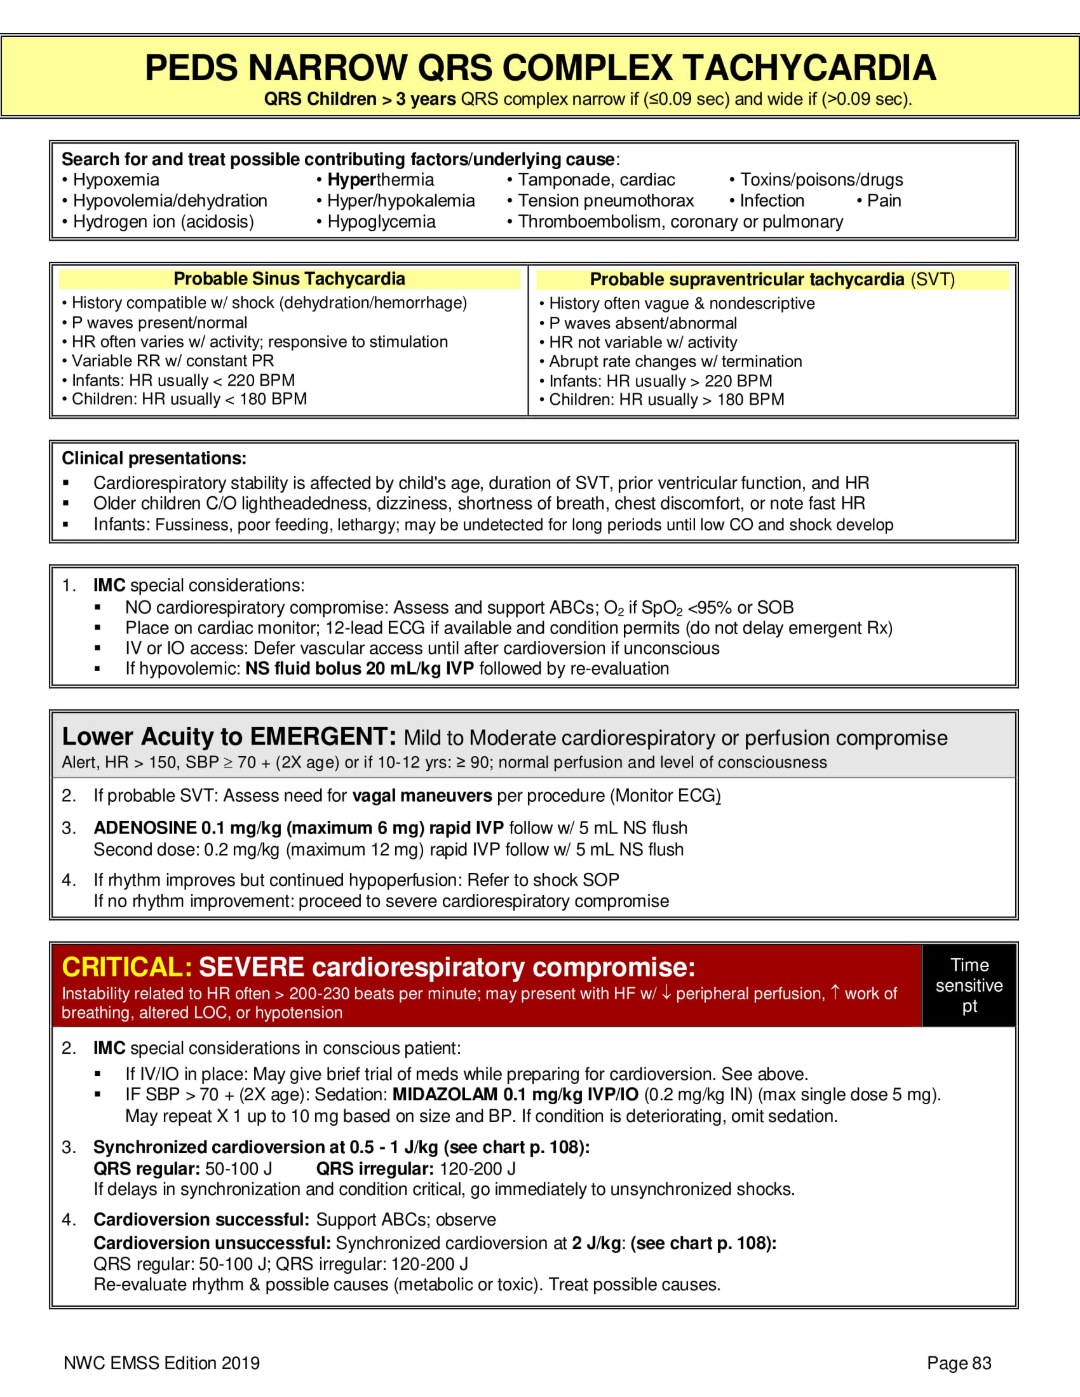 PEDS NARROW QRS COMPLEX TACHYCARDIA
QRS Children > 3 years QRS complex narrow if (≤0.09 sec) and wide if (>0.09 sec).
Search for and treat possible contributing factors/underlying cause:
• Hypoxemia • Hyperthermia • Tamponade, cardiac • Toxins/poisons/drugs
• Hypovolemia/dehydration • Hyper/hypokalemia • Tension pneumothorax • Infection • Pain
• Hydrogen ion (acidosis) • Hypoglycemia • Thromboembolism, coronary or pulmonary
Probable Sinus Tachycardia
• History compatible w/ shock (dehydration/hemorrhage)
• P waves present/normal
• HR often varies w/ activity; responsive to stimulation
• Variable RR w/ constant PR
• Infants: HR usually < 220 BPM
• Children: HR usually < 180 BPM
Probable supraventricular tachycardia (SVT)
• History often vague & nondescriptive
• P waves absent/abnormal
• HR not variable w/ activity
• Abrupt rate changes w/ termination
• Infants: HR usually > 220 BPM
• Children: HR usually > 180 BPM
Clinical presentations:
▪ Cardiorespiratory stability is affected by child's age, duration of SVT, prior ventricular function, and HR
▪ Older children C/O lightheadedness, dizziness, shortness of breath, chest discomfort, or note fast HR
▪ Infants: Fussiness, poor feeding, lethargy; may be undetected for long periods until low CO and shock develop
1. IMC special considerations:
▪ NO cardiorespiratory compromise: Assess and support ABCs; O₂ if SpO₂ <95% or SOB
▪ Place on cardiac monitor; 12-lead ECG if available and condition permits (do not delay emergent Rx)
▪ IV or IO access: Defer vascular access until after cardioversion if unconscious
▪ If hypovolemic: NS fluid bolus 20 mL/kg IVP followed by re-evaluation
Lower Acuity to EMERGENT: Mild to Moderate cardiorespiratory or perfusion compromise
Alert, HR > 150, SBP ≥ 70 + (2X age) or if 10-12 yrs: ≥ 90; normal perfusion and level of consciousness
2. If probable SVT: Assess need for vagal maneuvers per procedure (Monitor ECG)
3. ADENOSINE 0.1 mg/kg (maximum 6 mg) rapid IVP follow w/ 5 mL NS flush
Second dose: 0.2 mg/kg (maximum 12 mg) rapid IVP follow w/ 5 mL NS flush
4. If rhythm improves but continued hypoperfusion: Refer to shock SOP
If no rhythm improvement: proceed to severe cardiorespiratory compromise
CRITICAL: SEVERE cardiorespiratory compromise:
Instability related to HR often > 200-230 beats per minute; may present with HF w/ ↓ peripheral perfusion, ↑ work of
breathing, altered LOC, or hypotension
Time
sensitive
pt
2. IMC special considerations in conscious patient:
▪ If IV/IO in place: May give brief trial of meds while preparing for cardioversion. See above.
▪ IF SBP > 70 + (2X age): Sedation: MIDAZOLAM 0.1 mg/kg IVP/IO (0.2 mg/kg IN) (max single dose 5 mg).
May repeat X 1 up to 10 mg based on size and BP. If condition is deteriorating, omit sedation.
3. Synchronized cardioversion at 0.5 - 1 J/kg (see chart p. 108):
QRS regular: 50-100 J QRS irregular: 120-200 J
If delays in synchronization and condition critical, go immediately to unsynchronized shocks.
4. Cardioversion successful: Support ABCs; observe
Cardioversion unsuccessful: Synchronized cardioversion at 2 J/kg: (see chart p. 108):
QRS regular: 50-100 J; QRS irregular: 120-200 J
Re-evaluate rhythm & possible causes (metabolic or toxic). Treat possible causes.
NWC EMSS Edition 2019 Page 83